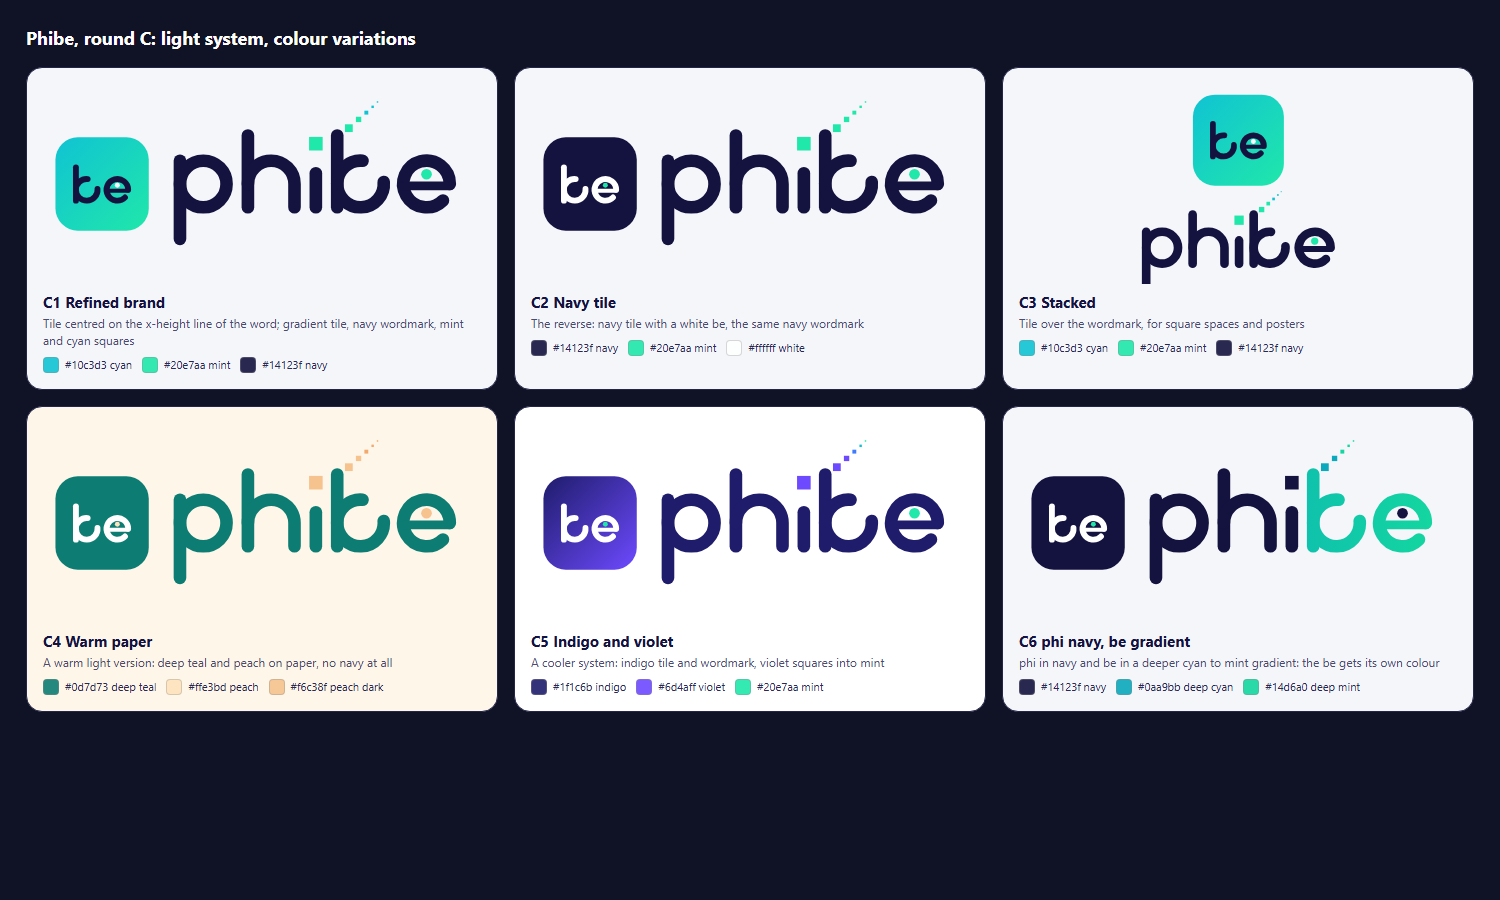 Phibe, round C: light system, colour variations
be phibe
be phibe
be
phibe
C1 Refined brand
Tile centred on the x-height line of the word; gradient tile, navy wordmark, mint
and cyan squares
#10c3d3 cyan #20e7aa mint #14123f navy
C2 Navy tile
The reverse: navy tile with a white be, the same navy wordmark
#14123f navy #20e7aa mint #ffffff white
C3 Stacked
Tile over the wordmark, for square spaces and posters
#10c3d3 cyan #20e7aa mint #14123f navy
be phibe
be phibe
be phibe
C4 Warm paper
A warm light version: deep teal and peach on paper, no navy at all
#0d7d73 deep teal #ffe3bd peach #f6c38f peach dark
C5 Indigo and violet
A cooler system: indigo tile and wordmark, violet squares into mint
#1f1c6b indigo #6d4aff violet #20e7aa mint
C6 phi navy, be gradient
phi in navy and be in a deeper cyan to mint gradient: the be gets its own colour
#14123f navy #0aa9bb deep cyan #14d6a0 deep mint